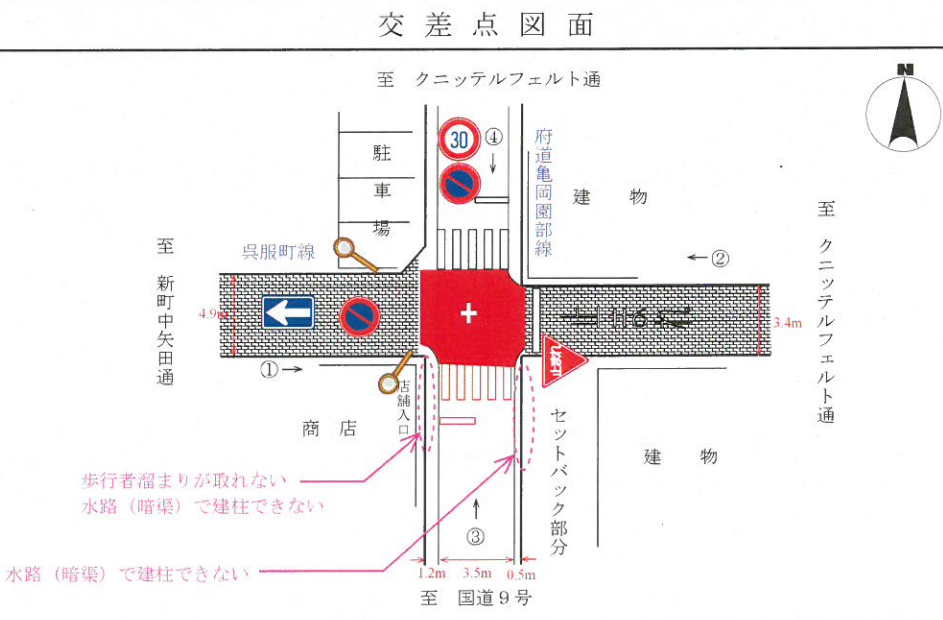 交差点図面
至 クニッテルフェルト通
N
30
④
駐車場
府道亀岡園部線
建物
至 クニッテルフェルト通
呉服町線
←②
至 新町中矢田通
4.9m
3.4m
止まれ
①→
店舗入口
商店
セットバック部分
建物
歩行者溜まりが取れない
水路（暗渠）で建柱できない
③
水路（暗渠）で建柱できない
1.2m 3.5m 0.5m
至 国道9号